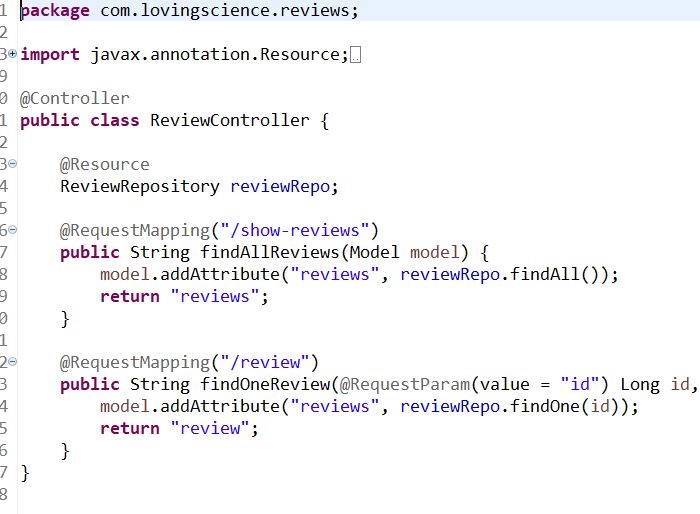 1 package com.lovingscience.reviews;
2
3 import javax.annotation.Resource;
9
0 @Controller
1 public class ReviewController {
2
3 @Resource
4 ReviewRepository reviewRepo;
5
6 @RequestMapping("/show-reviews")
7 public String findAllReviews(Model model) {
8 model.addAttribute("reviews", reviewRepo.findAll());
9 return "reviews";
0 }
1
2 @RequestMapping("/review")
3 public String findOneReview(@RequestParam(value = "id") Long id,
4 model.addAttribute("reviews", reviewRepo.findOne(id));
5 return "review";
6 }
7 }
8